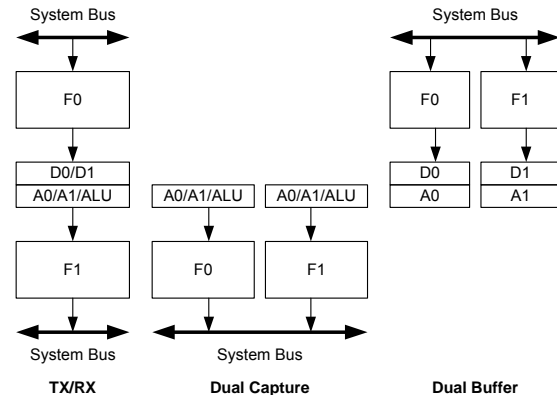 System Bus
F0
D0/D1
A0/A1/ALU
F1
System Bus
TX/RX
A0/A1/ALU
A0/A1/ALU
F0
F1
System Bus
Dual Capture
System Bus
F0
F1
D0
D1
A0
A1
Dual Buffer